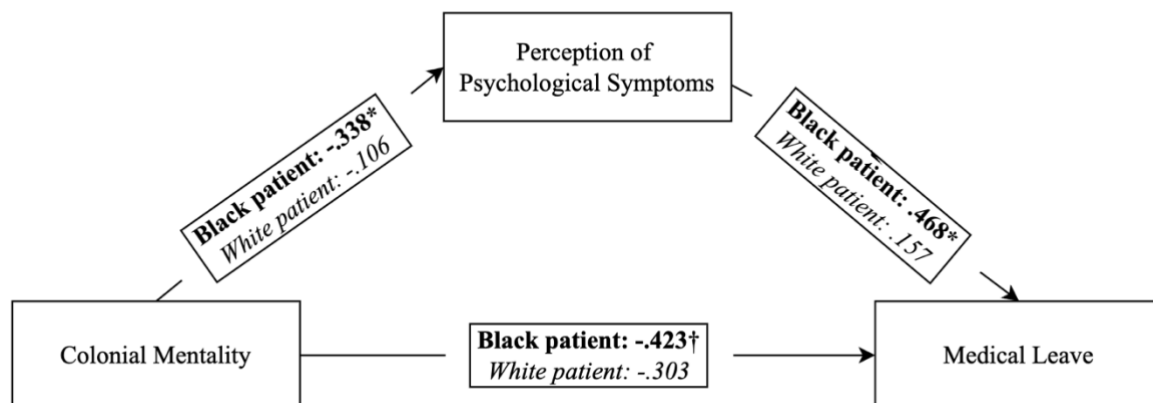 Perception of
Psychological Symptoms
Black patient: -.338*
White patient: -.106
Black patient: .468*
White patient: .157
Colonial Mentality
Black patient: -.423†
White patient: -.303
Medical Leave